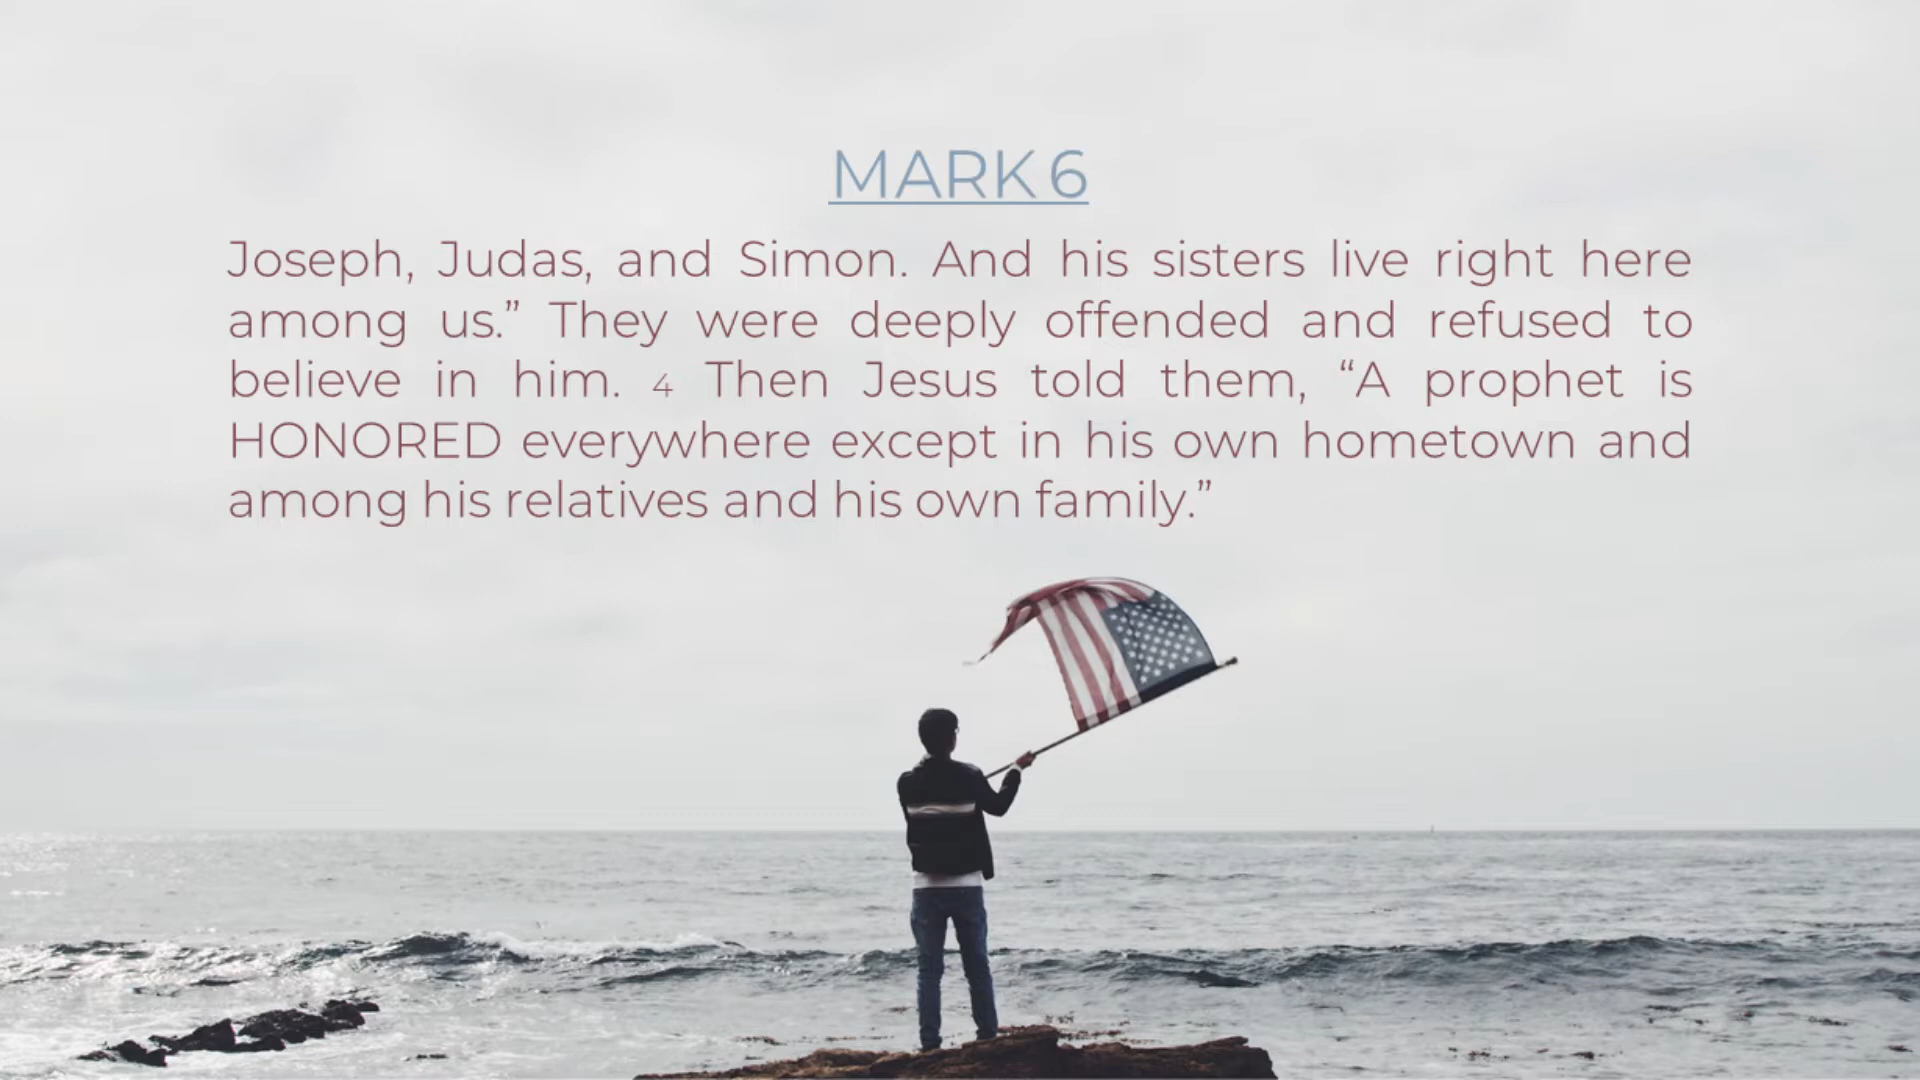 MARK 6
Joseph, Judas, and Simon. And his sisters live right here
among us.” They were deeply offended and refused to
believe in him. 4 Then Jesus told them, “A prophet is
HONORED everywhere except in his own hometown and
among his relatives and his own family.”